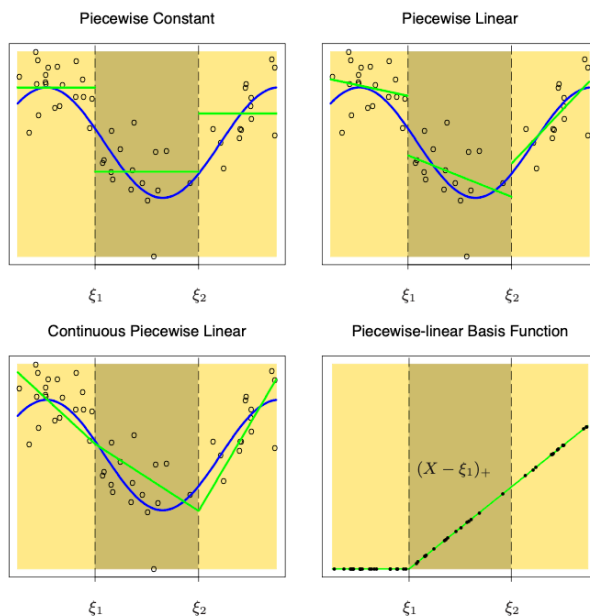 Piecewise Constant
ξ1 ξ2
Piecewise Linear
ξ1 ξ2
Continuous Piecewise Linear
ξ1 ξ2
Piecewise-linear Basis Function
(X − ξ1)+
ξ1 ξ2